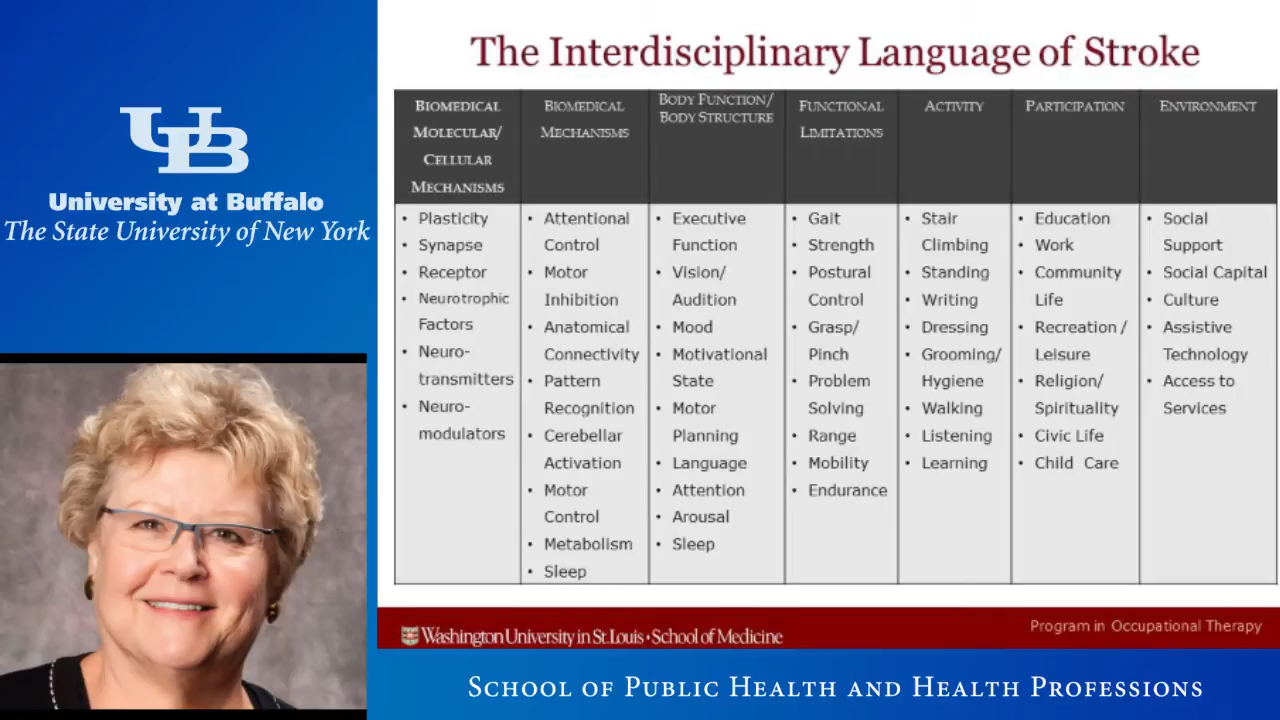 UB
University at Buffalo
The State University of New York
The Interdisciplinary Language of Stroke
BIOMEDICAL
MOLECULAR/
CELLULAR
MECHANISMS
• Plasticity
• Synapse
• Receptor
• Neurotrophic
Factors
• Neuro-
transmitters
• Neuro-
modulators
BIOMEDICAL
MECHANISMS
• Attentional
Control
• Motor
Inhibition
• Anatomical
Connectivity
• Pattern
Recognition
• Cerebellar
Activation
• Motor
Control
• Metabolism
• Sleep
BODY FUNCTION/
BODY STRUCTURE
• Executive
Function
• Vision/
Audition
• Mood
• Motivational
State
• Motor
Planning
• Language
• Attention
• Arousal
• Sleep
FUNCTIONAL
LIMITATIONS
• Gait
• Strength
• Postural
Control
• Grasp/
Pinch
• Problem
Solving
• Range
• Mobility
• Endurance
ACTIVITY
• Stair
Climbing
• Standing
• Writing
• Dressing
• Grooming/
Hygiene
• Walking
• Listening
• Learning
PARTICIPATION
• Education
• Work
• Community
Life
• Recreation /
Leisure
• Religion/
Spirituality
• Civic Life
• Child Care
ENVIRONMENT
• Social
Support
• Social Capital
• Culture
• Assistive
Technology
• Access to
Services
Washington University in St. Louis • School of Medicine
Program in Occupational Therapy
SCHOOL OF PUBLIC HEALTH AND HEALTH PROFESSIONS